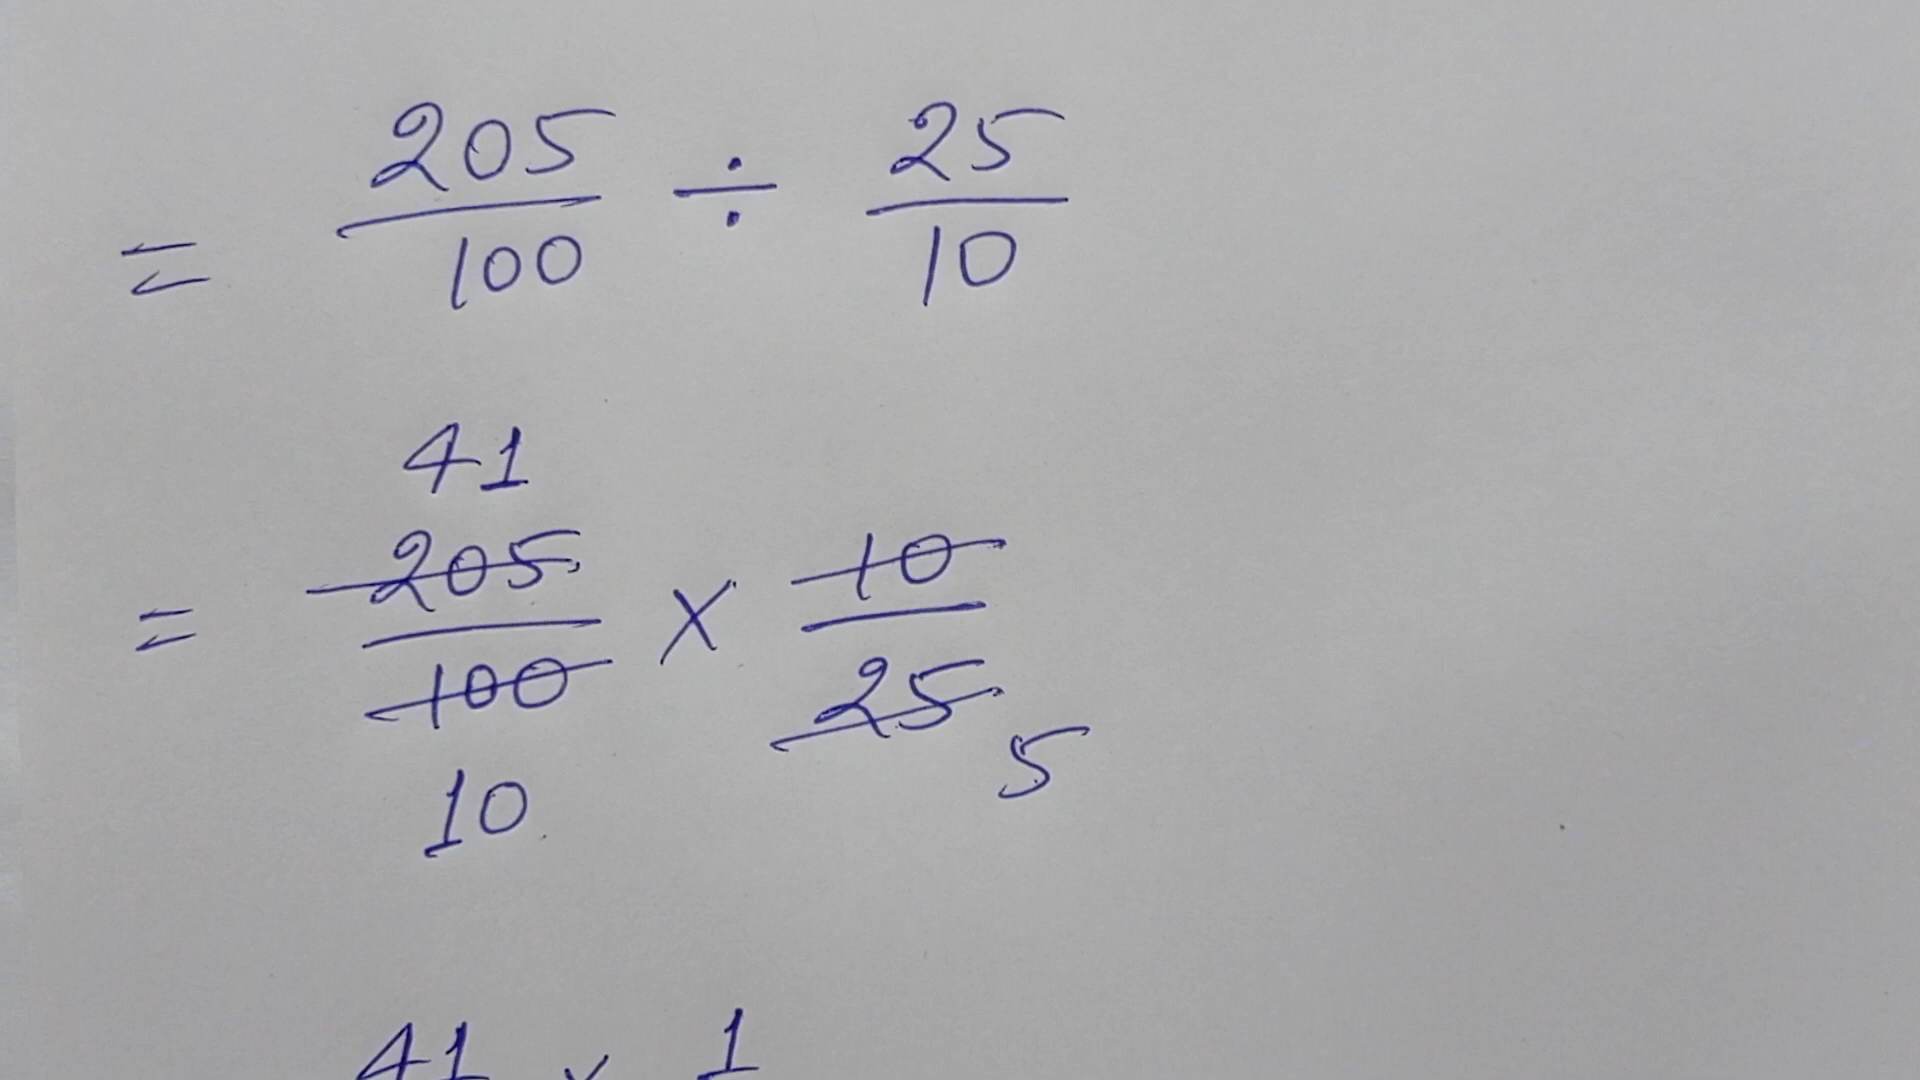 = 205/100 ÷ 25/10
41
= 205/100 × 10/25
5
10
41 × 1